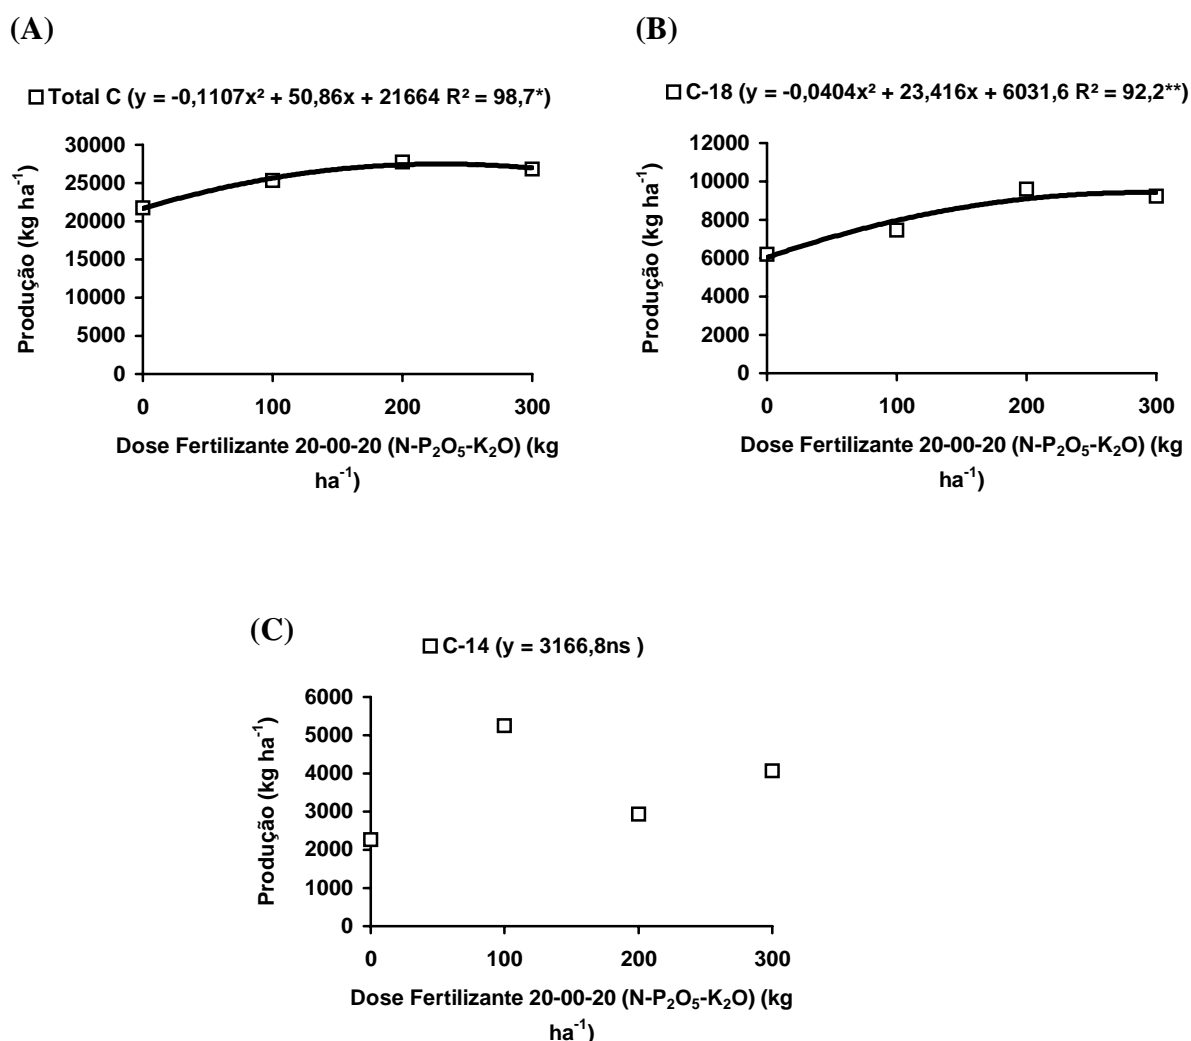 (A)
Total C (y = -0,1107x² + 50,86x + 21664 R² = 98,7*)
30000
25000
20000
15000
10000
5000
0
Produção (kg ha⁻¹)
0 100 200 300
Dose Fertilizante 20-00-20 (N-P₂O₅-K₂O) (kg
ha⁻¹)
(B)
C-18 (y = -0,0404x² + 23,416x + 6031,6 R² = 92,2**)
12000
10000
8000
6000
4000
2000
0
Produção (kg ha⁻¹)
0 100 200 300
Dose Fertilizante 20-00-20 (N-P₂O₅-K₂O) (kg
ha⁻¹)
(C)
C-14 (y = 3166,8ns )
6000
5000
4000
3000
2000
1000
0
Produção (kg ha⁻¹)
0 100 200 300
Dose Fertilizante 20-00-20 (N-P₂O₅-K₂O) (kg
ha⁻¹)